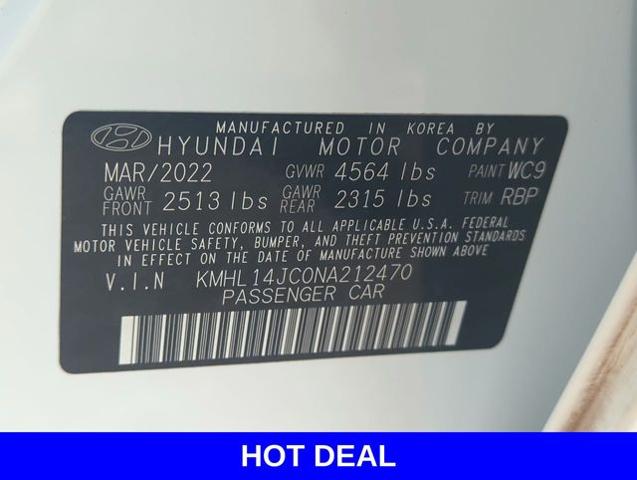 MANUFACTURED IN KOREA BY
HYUNDAI MOTOR COMPANY
MAR/2022 GVWR 4564 lbs PAINT WC9
GAWR FRONT 2513 lbs GAWR REAR 2315 lbs TRIM RBP
THIS VEHICLE CONFORMS TO ALL APPLICABLE U.S.A. FEDERAL
MOTOR VEHICLE SAFETY, BUMPER, AND THEFT PREVENTION STANDARDS
IN EFFECT ON THE DATE OF MANUFACTURE SHOWN ABOVE
V.I.N KMHL14JC0NA212470
PASSENGER CAR
HOT DEAL